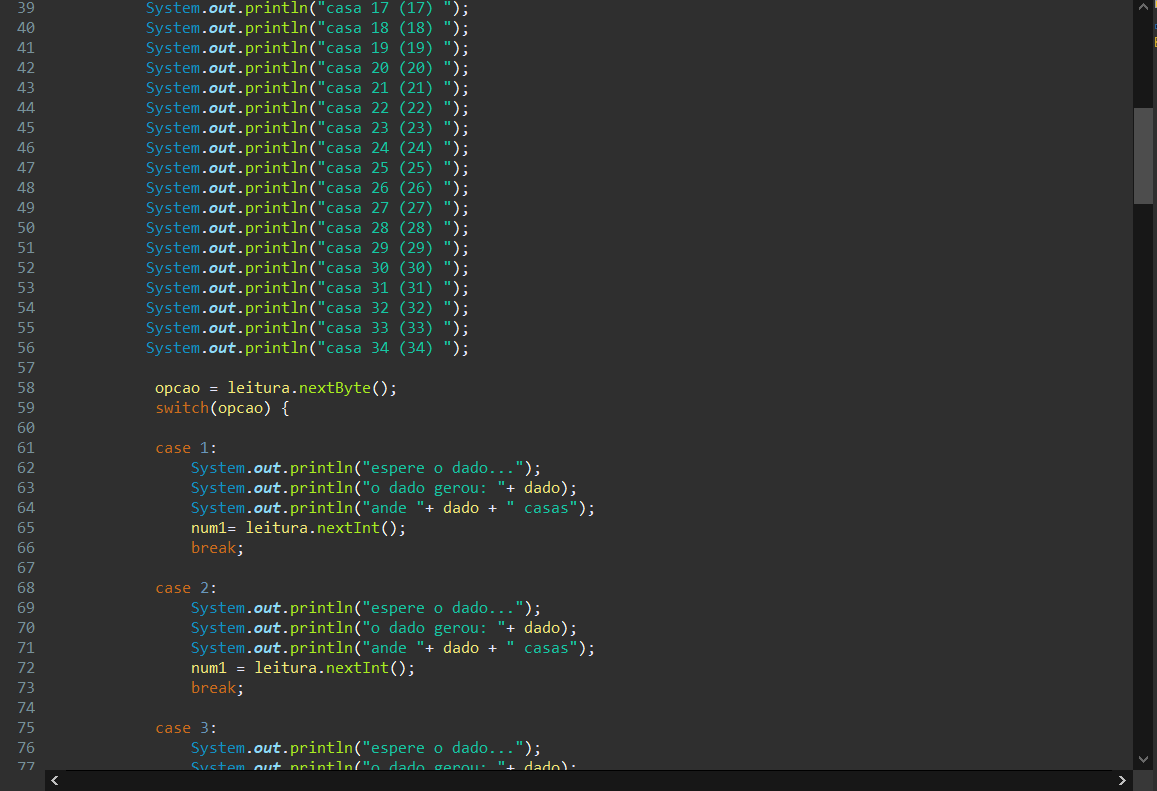 39 System.out.println("casa 17 (17) ");
40 System.out.println("casa 18 (18) ");
41 System.out.println("casa 19 (19) ");
42 System.out.println("casa 20 (20) ");
43 System.out.println("casa 21 (21) ");
44 System.out.println("casa 22 (22) ");
45 System.out.println("casa 23 (23) ");
46 System.out.println("casa 24 (24) ");
47 System.out.println("casa 25 (25) ");
48 System.out.println("casa 26 (26) ");
49 System.out.println("casa 27 (27) ");
50 System.out.println("casa 28 (28) ");
51 System.out.println("casa 29 (29) ");
52 System.out.println("casa 30 (30) ");
53 System.out.println("casa 31 (31) ");
54 System.out.println("casa 32 (32) ");
55 System.out.println("casa 33 (33) ");
56 System.out.println("casa 34 (34) ");
57
58 opcao = leitura.nextByte();
59 switch(opcao) {
60
61 case 1:
62 System.out.println("espere o dado...");
63 System.out.println("o dado gerou: "+ dado);
64 System.out.println("ande "+ dado + " casas");
65 num1= leitura.nextInt();
66 break;
67
68 case 2:
69 System.out.println("espere o dado...");
70 System.out.println("o dado gerou: "+ dado);
71 System.out.println("ande "+ dado + " casas");
72 num1 = leitura.nextInt();
73 break;
74
75 case 3:
76 System.out.println("espere o dado...");
77 System.out.println("o dado gerou: "+ dado);